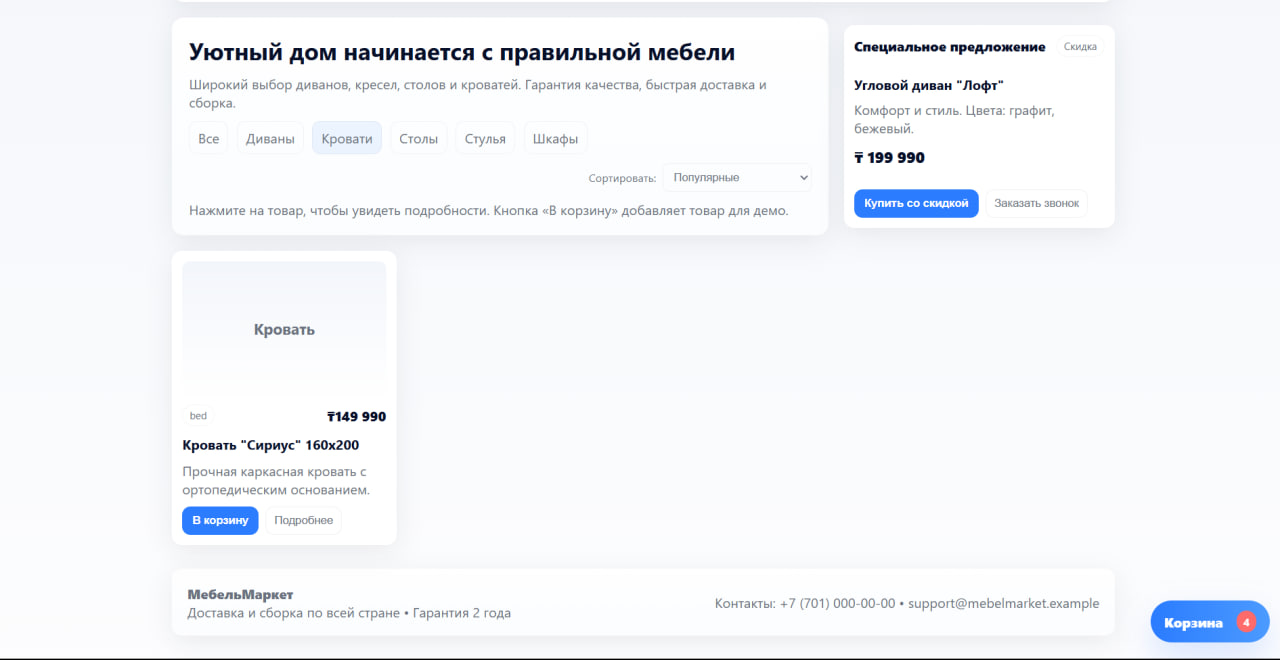 Уютный дом начинается с правильной мебели
Широкий выбор диванов, кресел, столов и кроватей. Гарантия качества, быстрая доставка и
сборка.
Все
Диваны
Кровати
Столы
Стулья
Шкафы
Сортировать:
Популярные
Нажмите на товар, чтобы увидеть подробности. Кнопка «В корзину» добавляет товар для демо.
Специальное предложение
Скидка
Угловой диван "Лофт"
Комфорт и стиль. Цвета: графит,
бежевый.
₸ 199 990
Купить со скидкой
Заказать звонок
Кровать
bed
₸149 990
Кровать "Сириус" 160x200
Прочная каркасная кровать с
ортопедическим основанием.
В корзину
Подробнее
МебельМаркет
Доставка и сборка по всей стране • Гарантия 2 года
Контакты: +7 (701) 000-00-00 • support@mebelmarket.example
Корзина 4